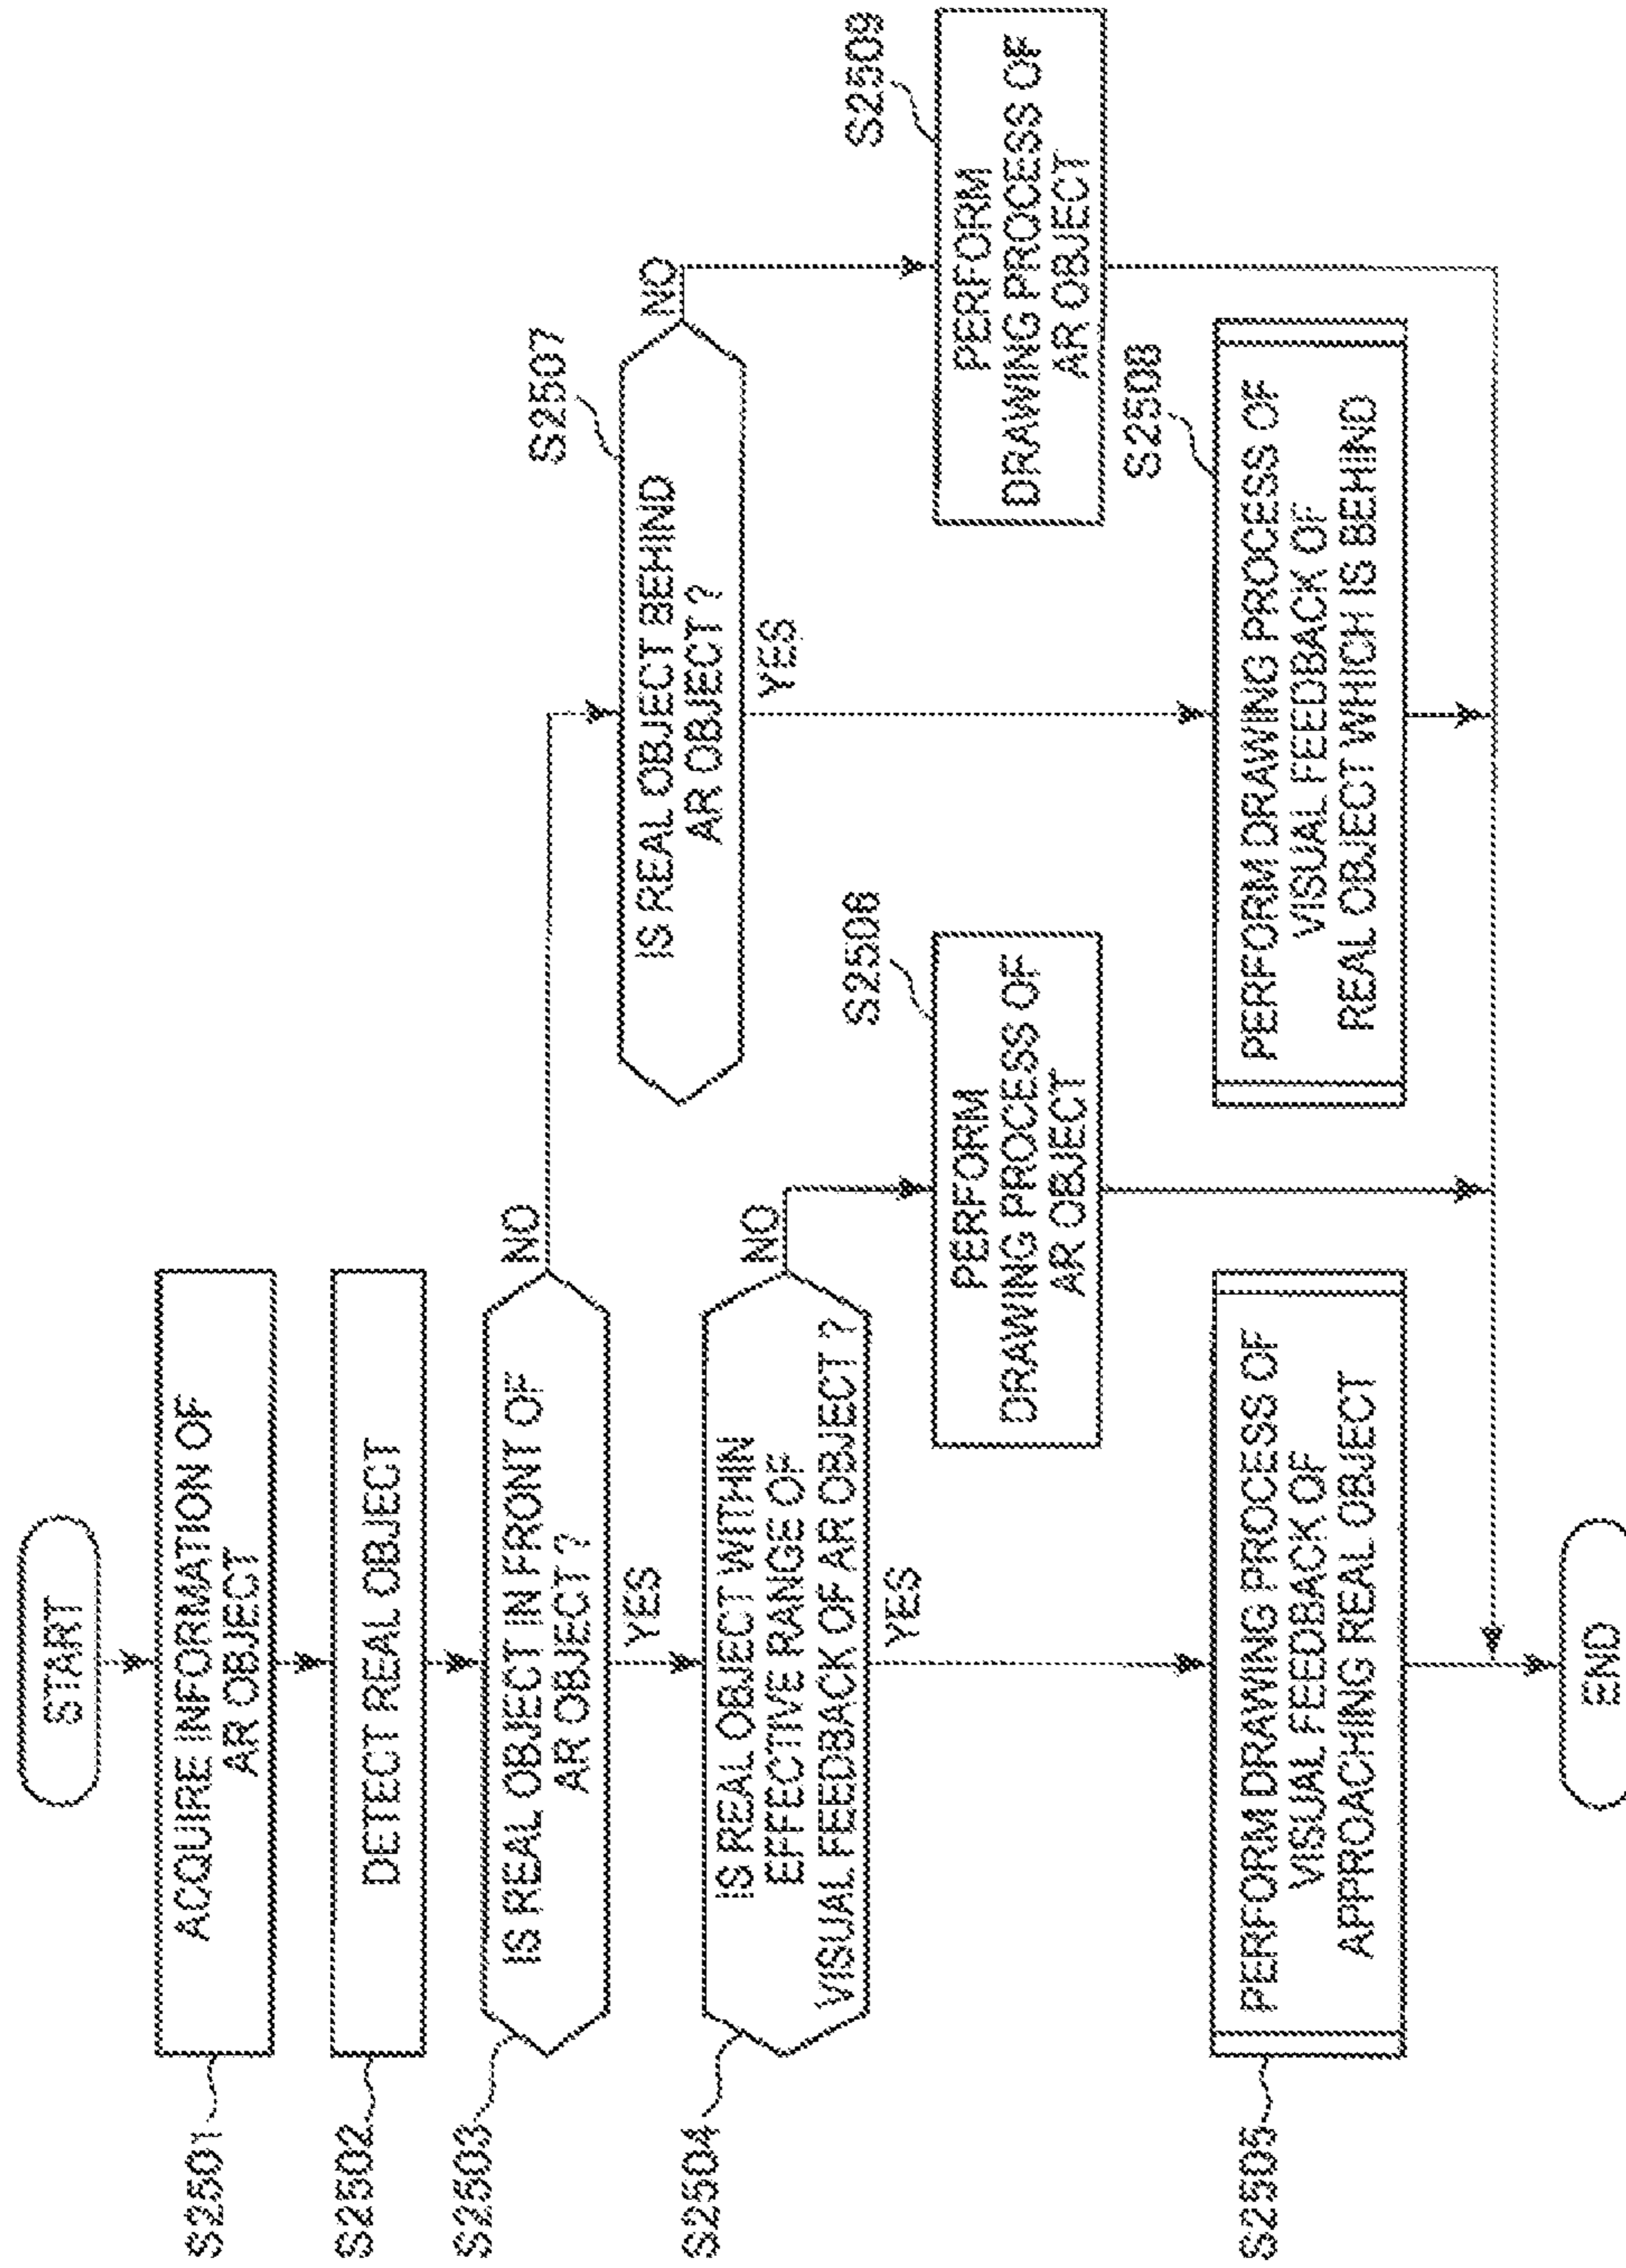 START
S2501
ACQUIRE INFORMATION OF
AR OBJECT
S2502
DETECT REAL OBJECT
S2503
IS REAL OBJECT IN FRONT OF
AR OBJECT ?
NO
YES
S2504
IS REAL OBJECT WITHIN
EFFECTIVE RANGE OF
VISUAL FEEDBACK OF AR OBJECT ?
NO
YES
S2507
IS REAL OBJECT BEHIND
AR OBJECT ?
NO
YES
S2506
PERFORM
DRAWING PROCESS OF
AR OBJECT
S2509
PERFORM
DRAWING PROCESS OF
AR OBJECT
S2505
PERFORM DRAWING PROCESS OF
VISUAL FEEDBACK OF
APPROACHING REAL OBJECT
S2508
PERFORM DRAWING PROCESS OF
VISUAL FEEDBACK OF
REAL OBJECT WHICH IS BEHIND
END